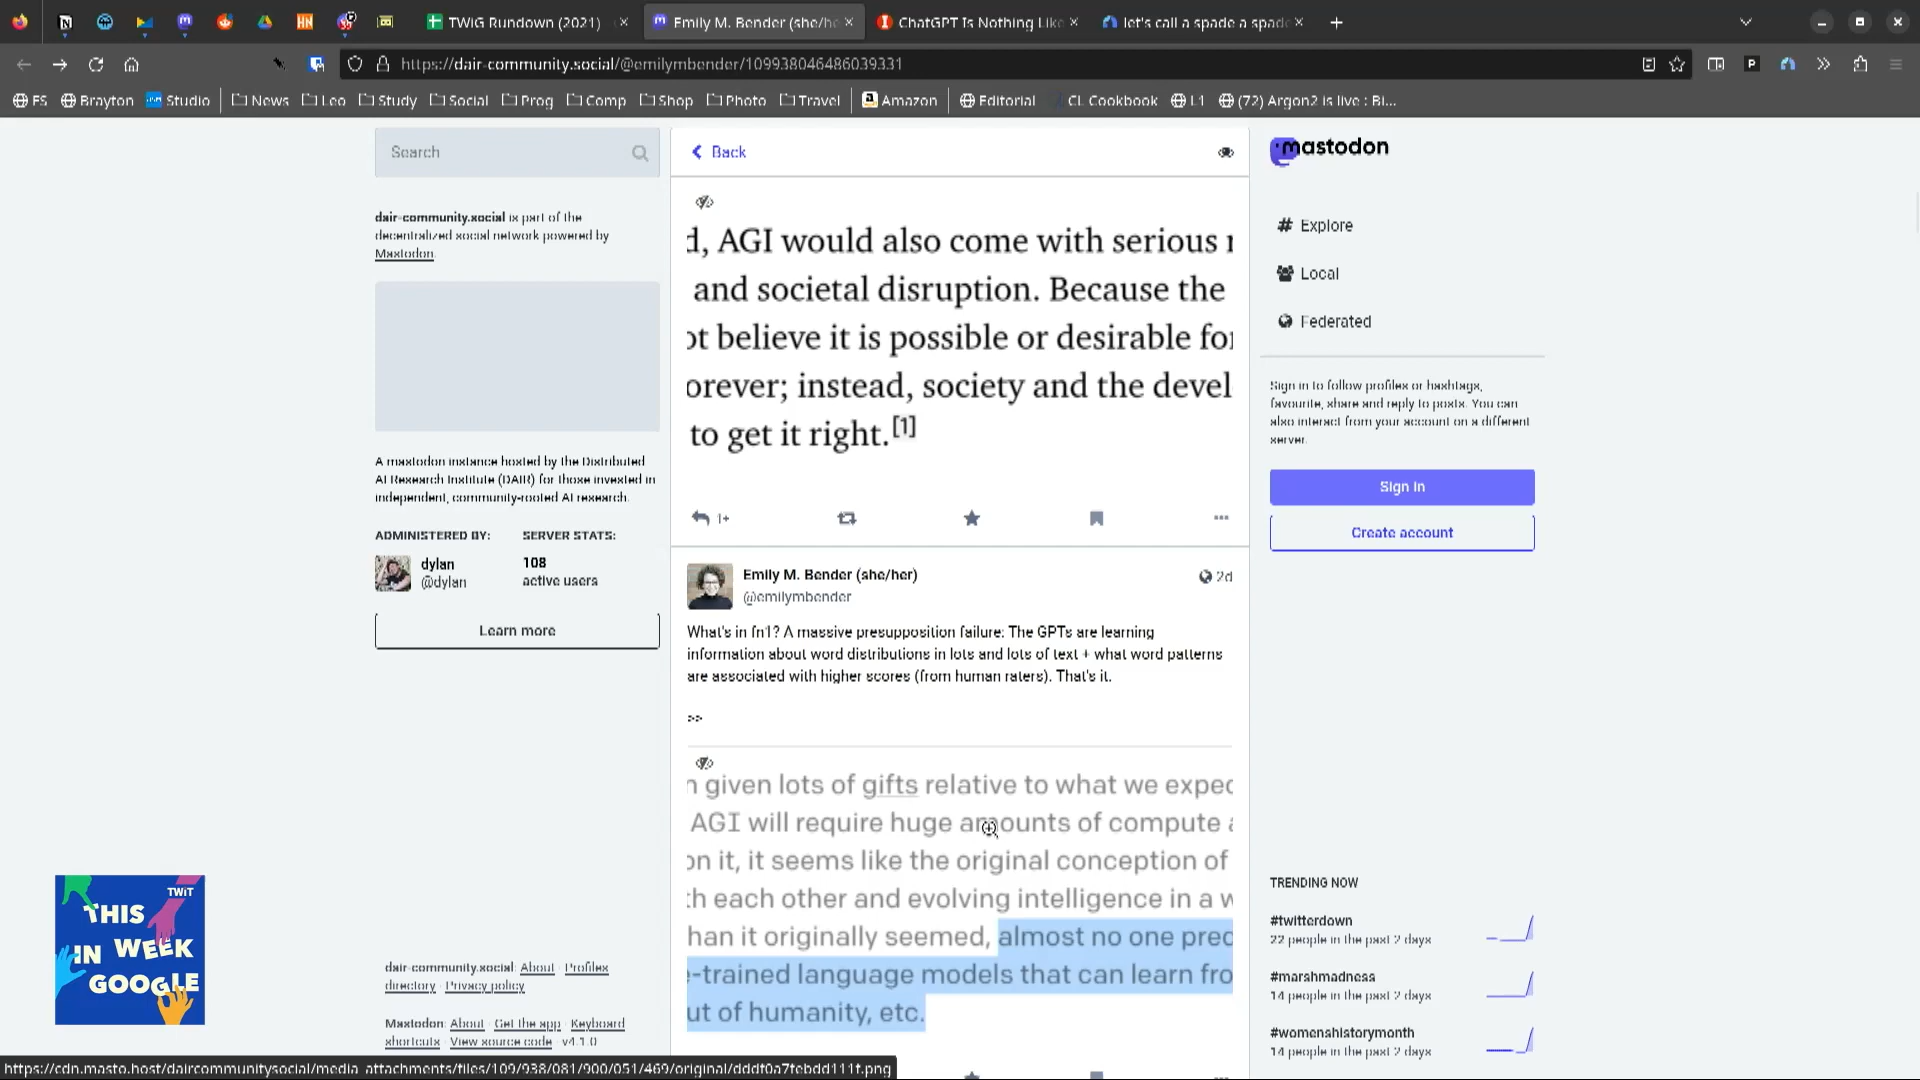 TWiG Rundown (2021)
Emily M. Bender (she/he
ChatGPT Is Nothing Like
let's call a spade a spade
https://dair-community.social/@emilymbender/109938046486039331
FS
Brayton
Studio
News
Leo
Study
Social
Prog
Comp
Shop
Photo
Travel
Amazon
Editorial
CL Cookbook
L1
(72) Argon2 is live : Bi...
Search
dair-community.social is part of the
decentralized social network powered by
Mastodon.
A mastodon instance hosted by the Distributed
AI Research Institute (DAIR) for those invested in
independent, community-rooted AI research.
ADMINISTERED BY:
dylan
@dylan
SERVER STATS:
108
active users
Learn more
dair-community.social: About · Profiles
directory · Privacy policy
Mastodon: About · Get the app · Keyboard
shortcuts · View source code · v4.1.0
Back
d, AGI would also come with serious r
and societal disruption. Because the
ot believe it is possible or desirable for
orever; instead, society and the devel
to get it right.[1]
1+
Emily M. Bender (she/her)
2d
@emilymbender
What's in fn1? A massive presupposition failure: The GPTs are learning
information about word distributions in lots and lots of text + what word patterns
are associated with higher scores (from human raters). That's it.
>>
n given lots of gifts relative to what we expec
AGI will require huge amounts of compute a
on it, it seems like the original conception of
th each other and evolving intelligence in a w
han it originally seemed, almost no one prec
e-trained language models that can learn fro
ut of humanity, etc.
mastodon
Explore
Local
Federated
Sign in to follow profiles or hashtags,
favourite, share and reply to posts. You can
also interact from your account on a different
server.
Sign in
Create account
TRENDING NOW
#twitterdown
22 people in the past 2 days
#marshmadness
14 people in the past 2 days
#womenshistorymonth
14 people in the past 2 days
TWiT
THIS
IN WEEK
GOOGLE
https://cdn.masto.host/daircommunitysocial/media_attachments/files/109/938/081/900/051/469/original/dddf0a7febdd111f.png